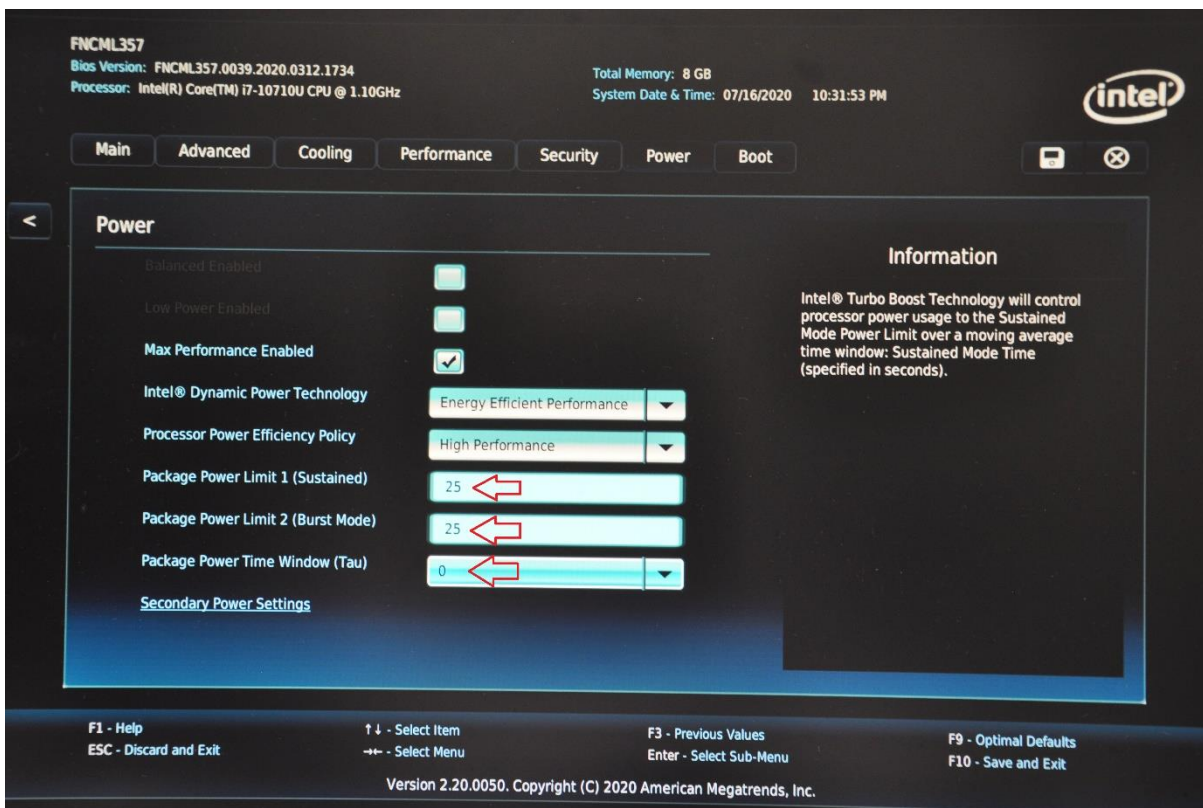 FNCML357
Bios Version: FNCML357.0039.2020.0312.1734
Processor: Intel(R) Core(TM) i7-10710U CPU @ 1.10GHz
Total Memory: 8 GB
System Date & Time: 07/16/2020 10:31:53 PM
intel
Main Advanced Cooling Performance Security Power Boot
<
Power
Balanced Enabled
Low Power Enabled
Max Performance Enabled
Intel® Dynamic Power Technology Energy Efficient Performance
Processor Power Efficiency Policy High Performance
Package Power Limit 1 (Sustained) 25
Package Power Limit 2 (Burst Mode) 25
Package Power Time Window (Tau) 0
Secondary Power Settings
Information
Intel® Turbo Boost Technology will control
processor power usage to the Sustained
Mode Power Limit over a moving average
time window: Sustained Mode Time
(specified in seconds).
F1 - Help
ESC - Discard and Exit
↑↓ - Select Item
→← - Select Menu
F3 - Previous Values
Enter - Select Sub-Menu
F9 - Optimal Defaults
F10 - Save and Exit
Version 2.20.0050. Copyright (C) 2020 American Megatrends, Inc.